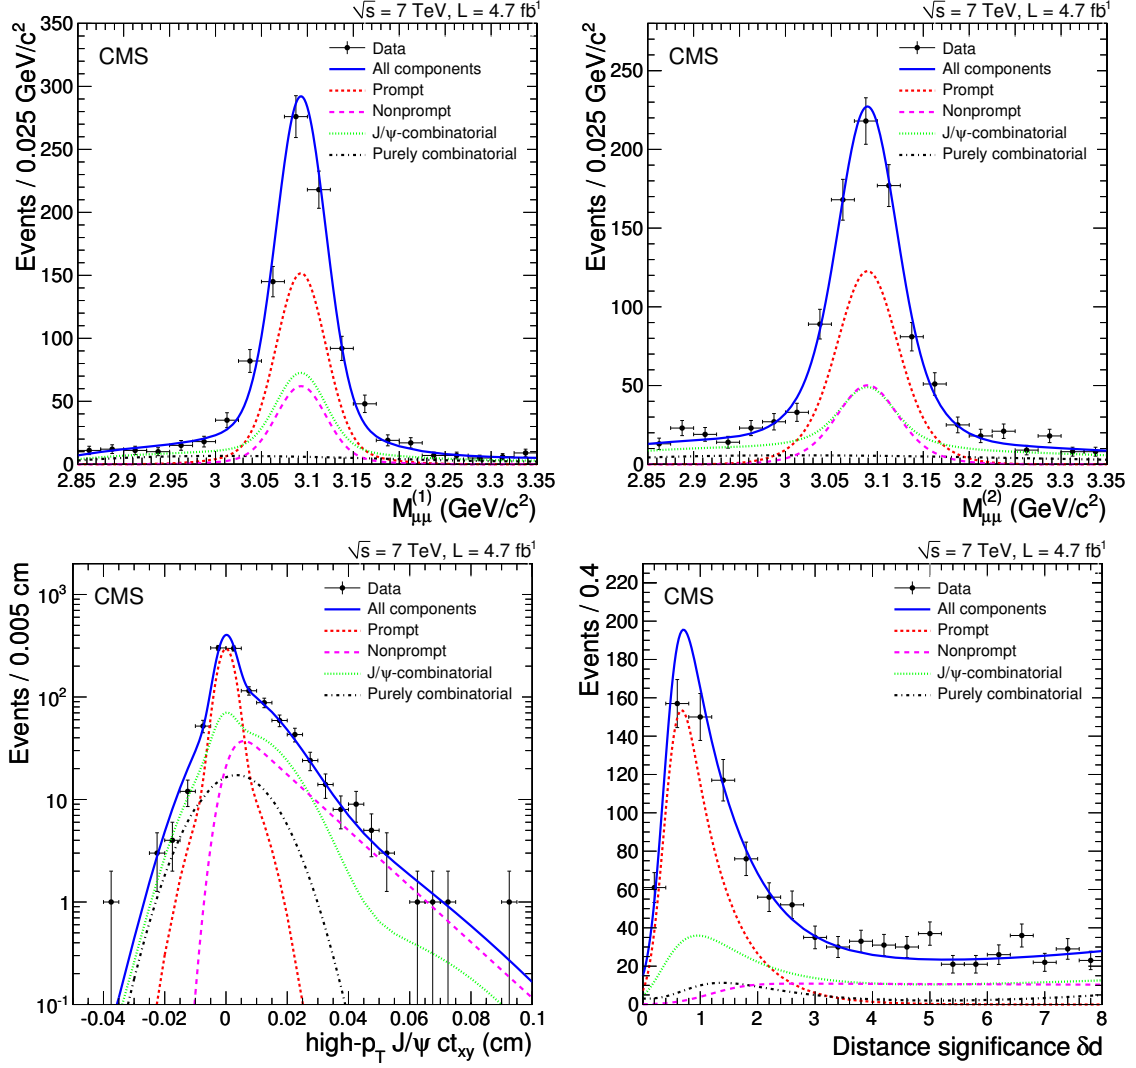 √s = 7 TeV, L = 4.7 fb⁻¹
CMS
Data
All components
Prompt
Nonprompt
J/ψ-combinatorial
Purely combinatorial
Events / 0.025 GeV/c²
350
300
250
200
150
100
50
0
2.85 2.9 2.95 3 3.05 3.1 3.15 3.2 3.25 3.3 3.35
M_μμ^(1) (GeV/c²)
√s = 7 TeV, L = 4.7 fb⁻¹
CMS
Data
All components
Prompt
Nonprompt
J/ψ-combinatorial
Purely combinatorial
Events / 0.025 GeV/c²
250
200
150
100
50
0
2.85 2.9 2.95 3 3.05 3.1 3.15 3.2 3.25 3.3 3.35
M_μμ^(2) (GeV/c²)
√s = 7 TeV, L = 4.7 fb⁻¹
CMS
Data
All components
Prompt
Nonprompt
J/ψ-combinatorial
Purely combinatorial
Events / 0.005 cm
10³
10²
10
1
10⁻¹
-0.04 -0.02 0 0.02 0.04 0.06 0.08 0.1
high-p_T J/ψ ct_xy (cm)
√s = 7 TeV, L = 4.7 fb⁻¹
CMS
Data
All components
Prompt
Nonprompt
J/ψ-combinatorial
Purely combinatorial
Events / 0.4
220
200
180
160
140
120
100
80
60
40
20
0
0 1 2 3 4 5 6 7 8
Distance significance δd